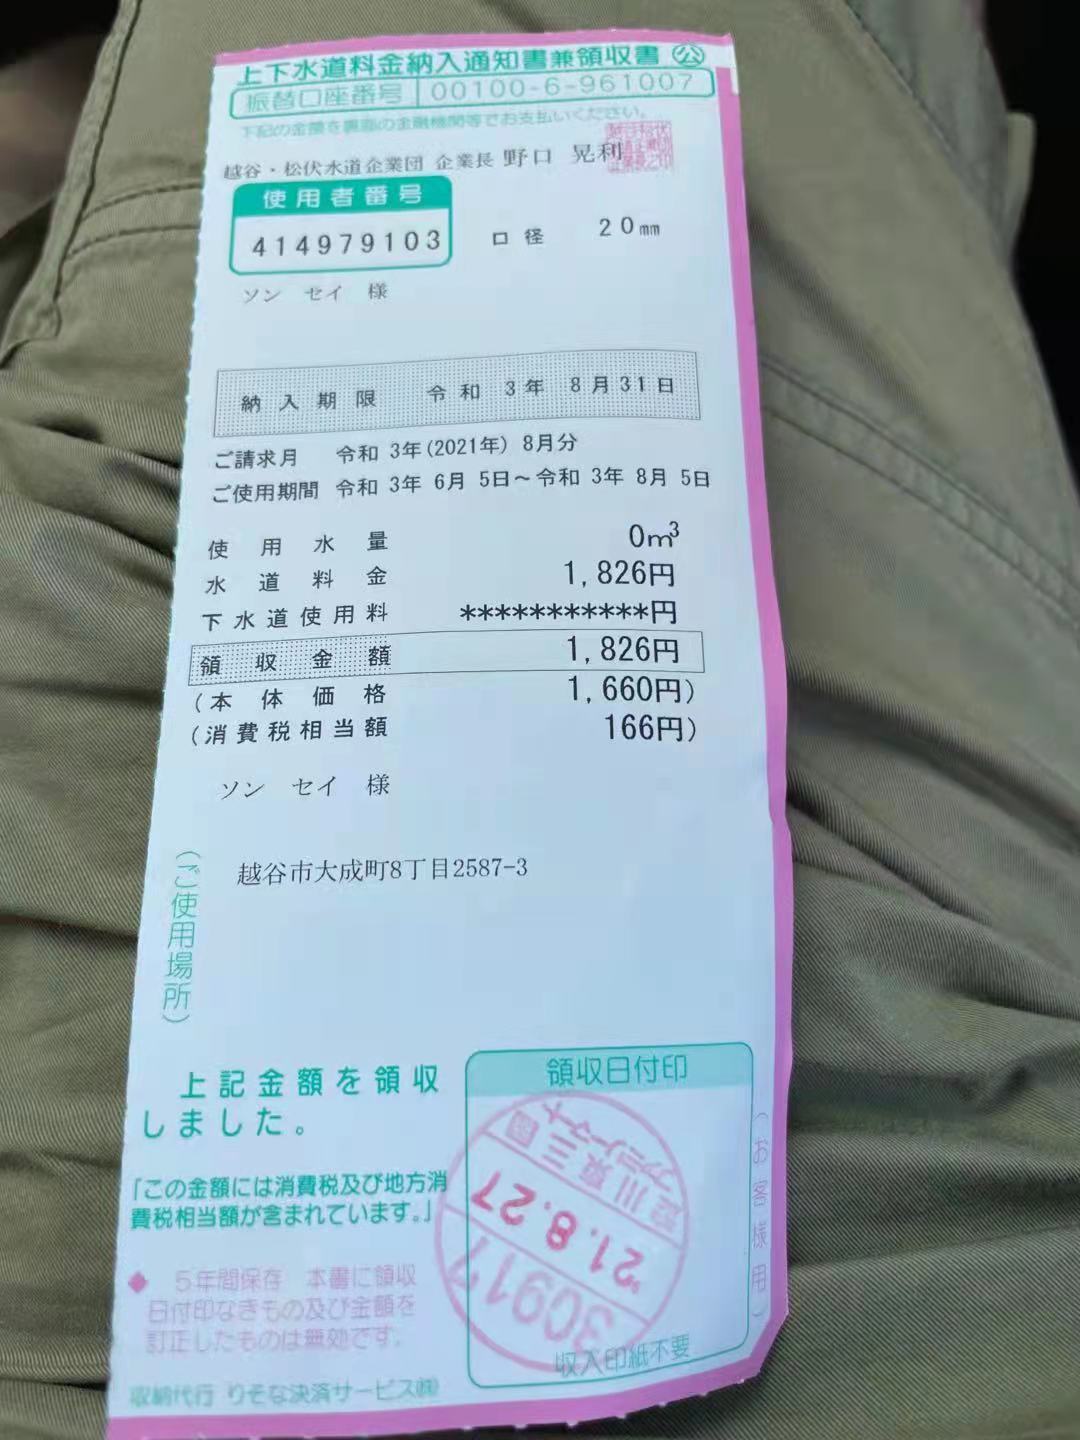 上下水道料金納入通知書兼領収書 公
振替口座番号 00100-6-961007
下記の金額を裏面の金融機関等でお支払いください。
越谷・松伏水道企業団 企業長 野口 晃利
使用者番号
414979103 口径 20mm
ソン セイ 様
納入期限 令和 3年 8月31日
ご請求月 令和 3年(2021年) 8月分
ご使用期間 令和 3年 6月 5日～令和 3年 8月 5日
使用水量 0m³
水道料金 1,826円
下水道使用料 ***********円
領収金額 1,826円
(本体価格 1,660円)
(消費税相当額 166円)
ソン セイ 様
(ご使用場所)
越谷市大成町8丁目2587-3
上記金額を領収
しました。
「この金額には消費税及び地方消
費税相当額が含まれています。」
◆ 5年間保存 本書に領収
日付印なきもの及び金額を
訂正したものは無効です。
収納代行 りそな決済サービス㈱
領収日付印
'21.8.27
30917
収入印紙不要
(お客様用)